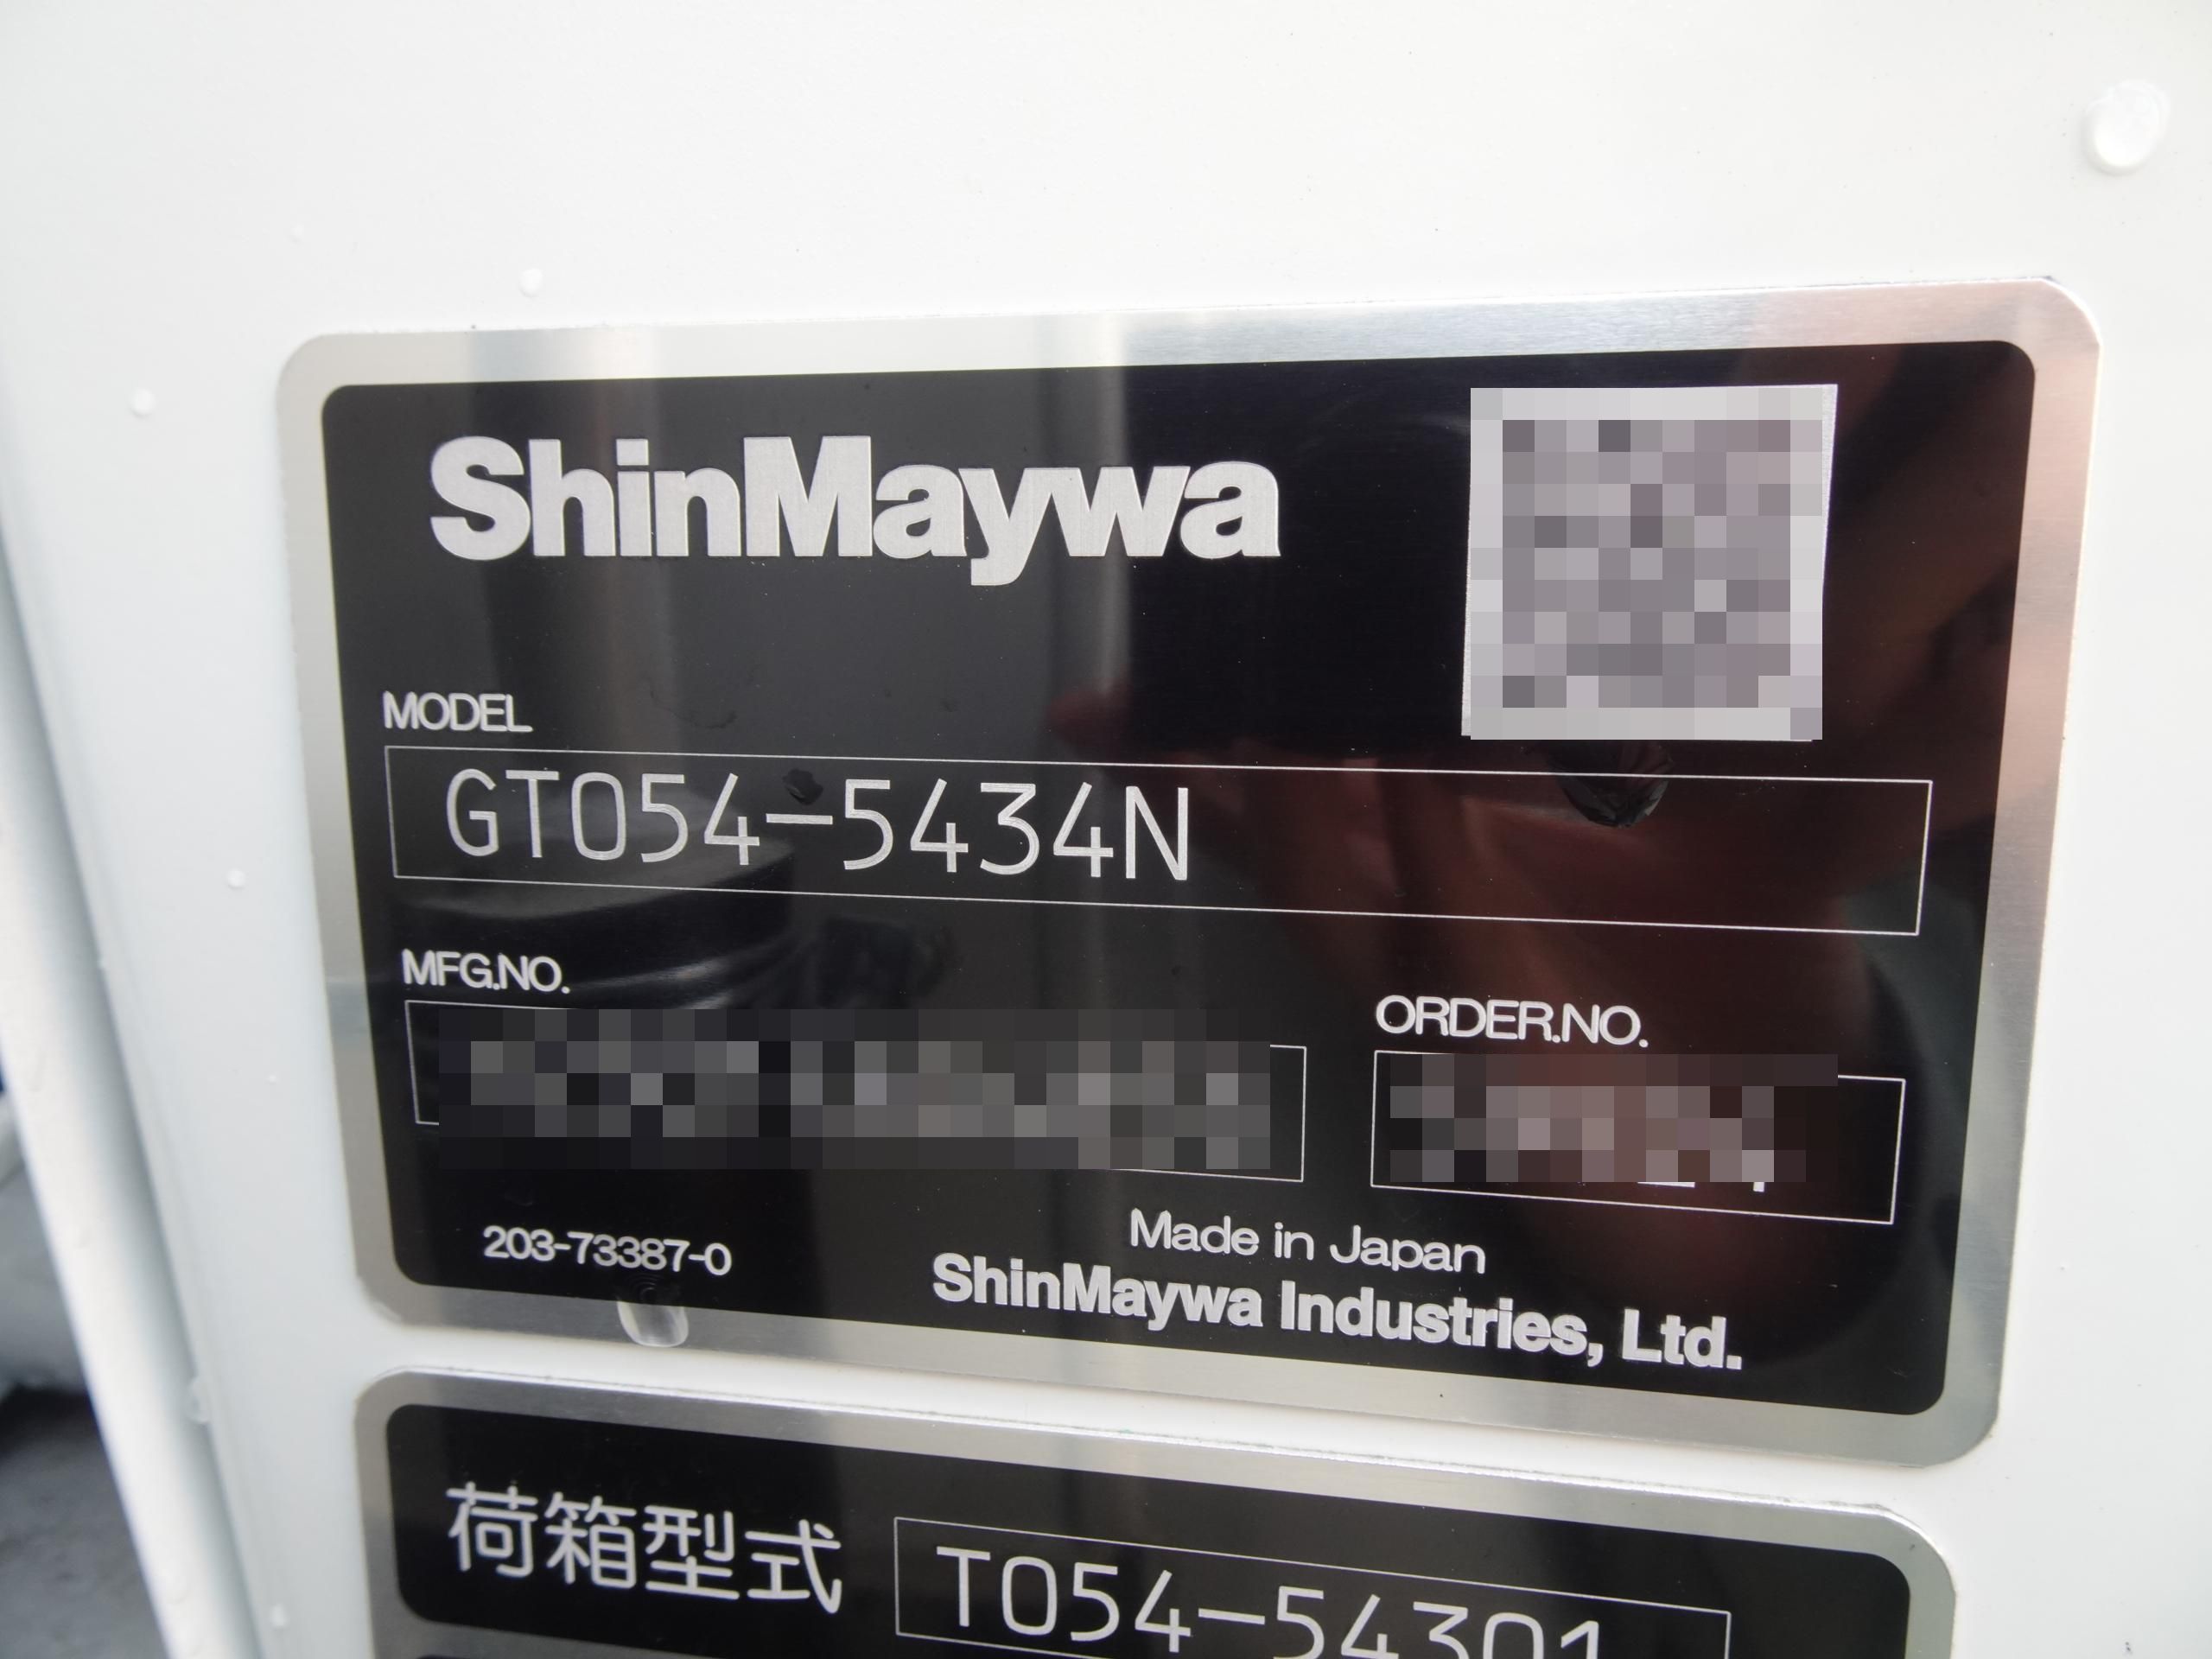 ShinMaywa
MODEL
GT054-5434N
MFG.NO.
ORDER.NO.
203-73387-0
Made in Japan
ShinMaywa Industries, Ltd.
荷箱型式
T054-54301